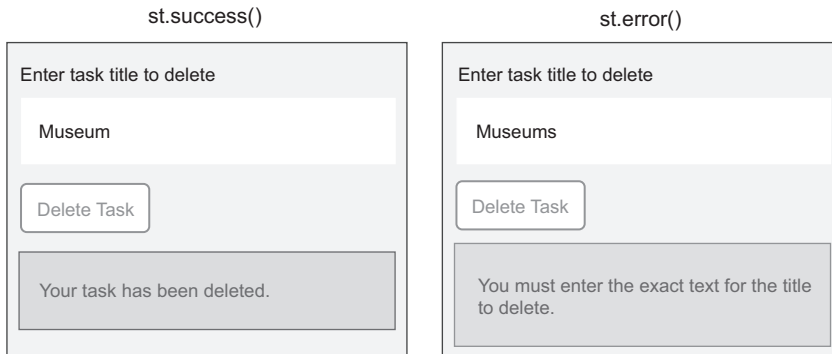 st.success()
Enter task title to delete
Museum
Delete Task
Your task has been deleted.
st.error()
Enter task title to delete
Museums
Delete Task
You must enter the exact text for the title
to delete.